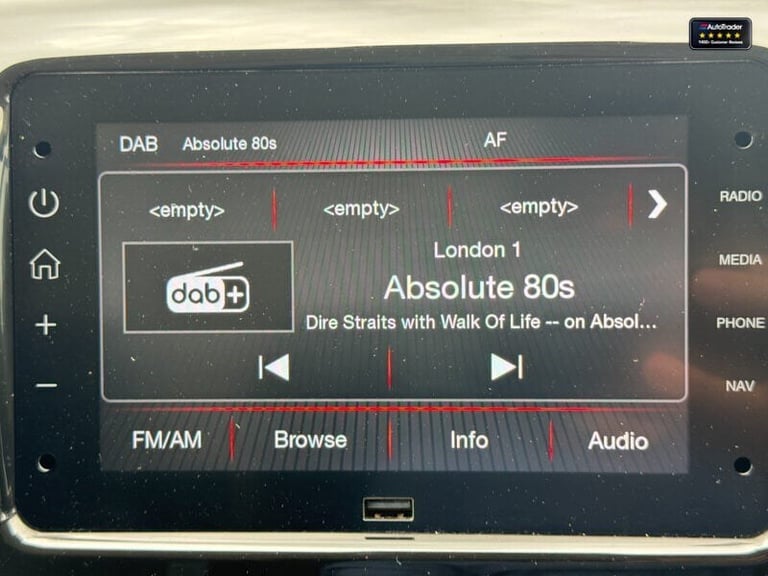 AutoTrader
DAB Absolute 80s AF
<empty> <empty> <empty>
RADIO
London 1
MEDIA
dab+
Absolute 80s
Dire Straits with Walk Of Life -- on Absol...
PHONE
NAV
FM/AM Browse Info Audio